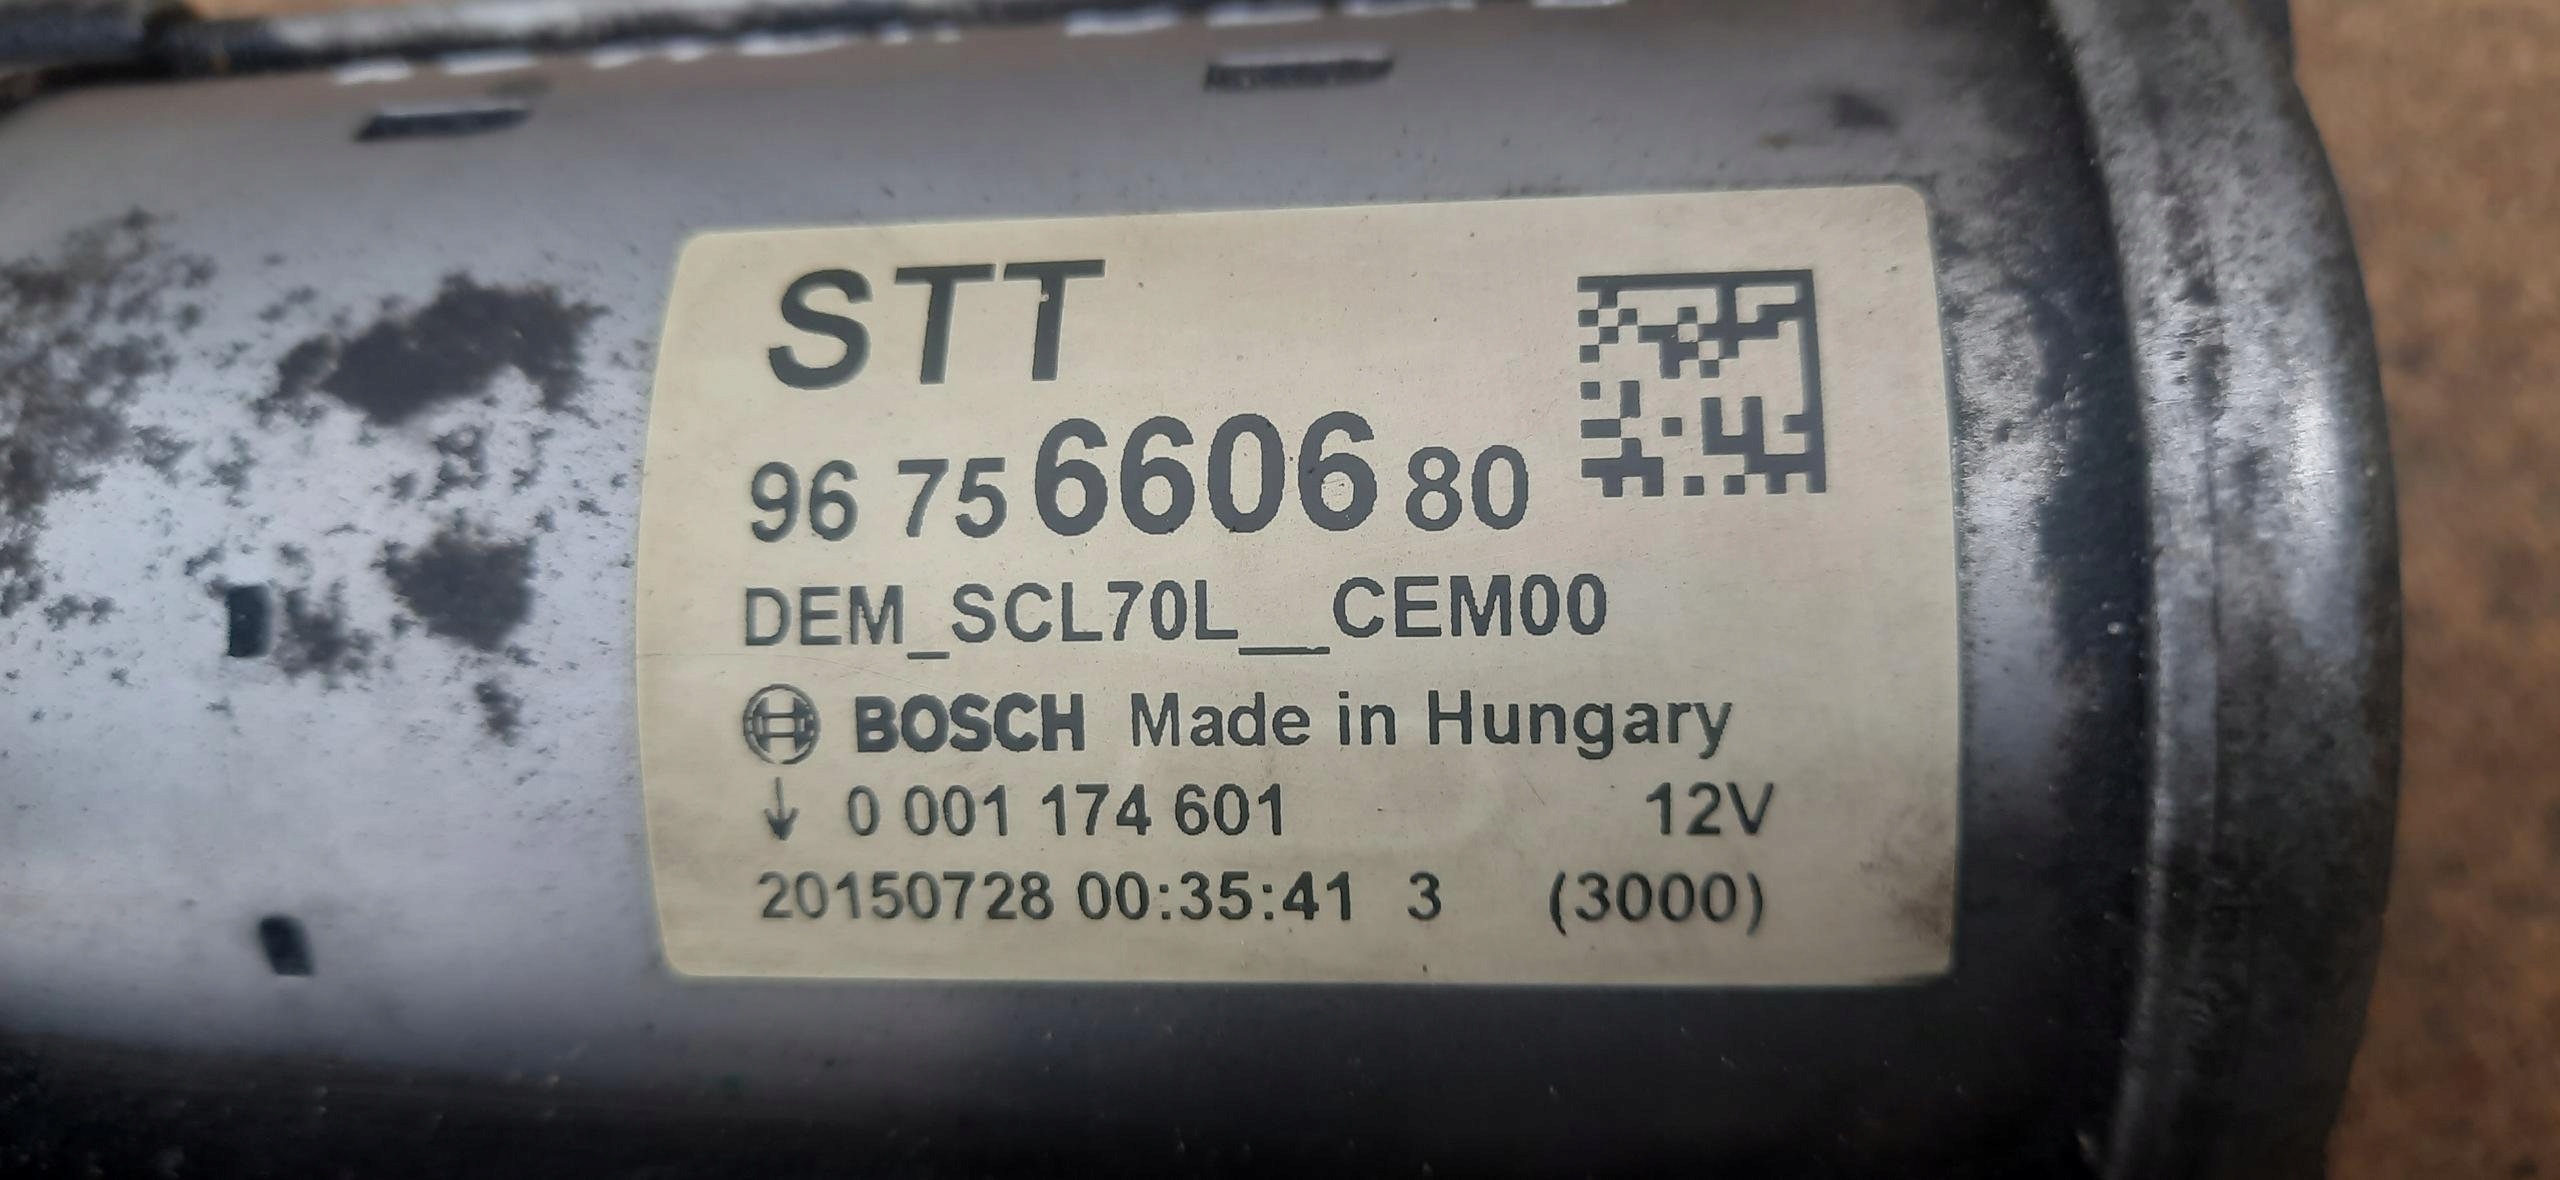 STT
96 75 6606 80
DEM_SCL70L__CEM00
BOSCH Made in Hungary
↓ 0 001 174 601 12V
20150728 00:35:41 3 (3000)